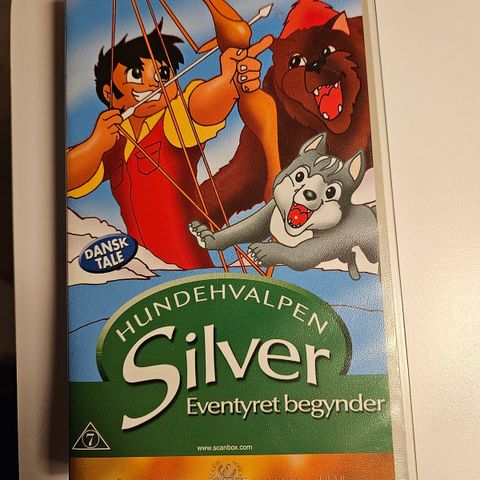 DANSK
TALE
HUNDEHVALPEN
Silver
Eventyret begynder
7
www.scanbox.com